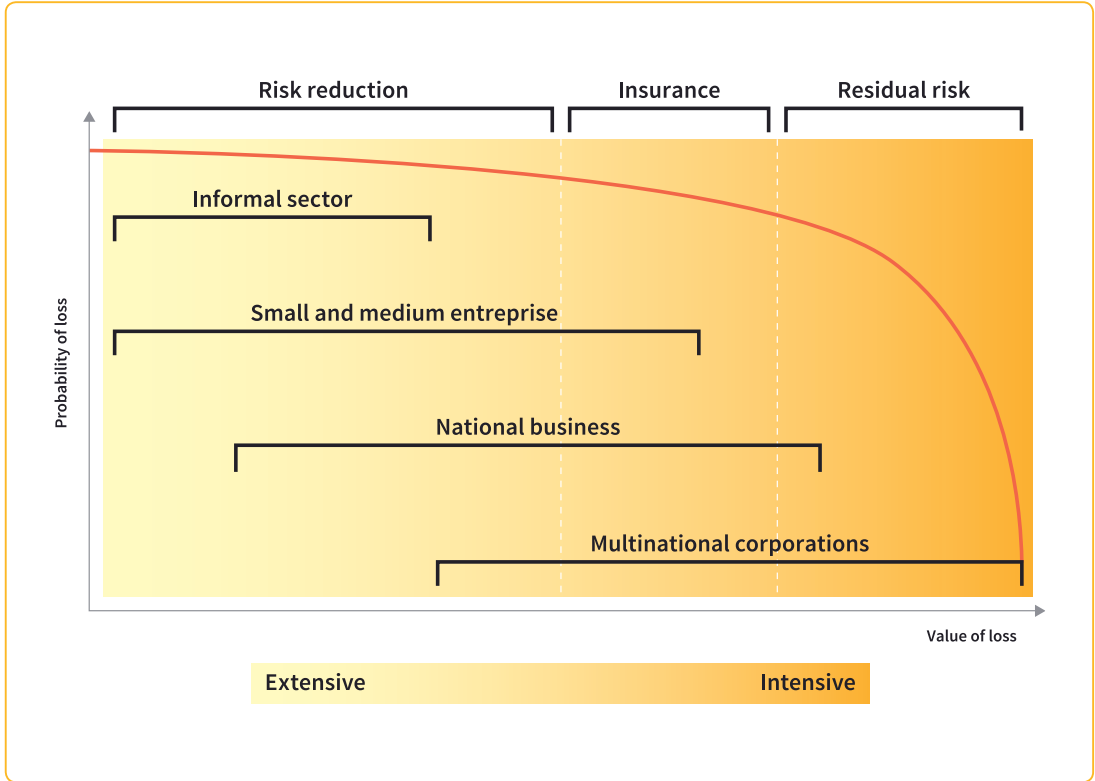 Risk reduction
Insurance
Residual risk
Informal sector
Small and medium entreprise
National business
Multinational corporations
Probability of loss
Value of loss
Extensive
Intensive